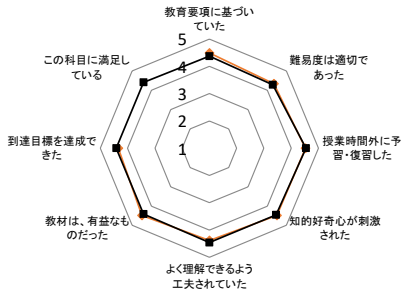 教育要項に基づい
ていた
難易度は適切で
あった
授業時間外に予
習・復習した
知的好奇心が刺激
された
よく理解できるよう
工夫されていた
教材は、有益なも
のだった
到達目標を達成で
きた
この科目に満足し
ている
5
4
3
2
1